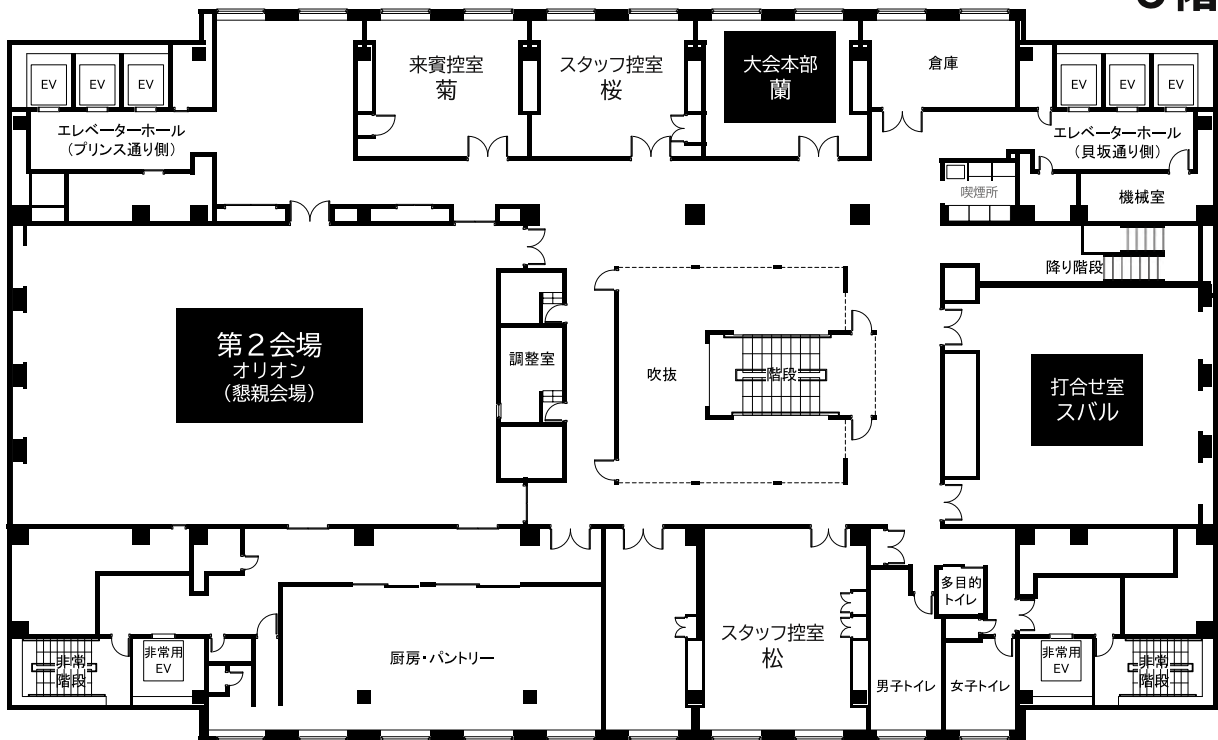 階
EV
EV
EV
エレベーターホール
（プリンス通り側）
来賓控室
菊
スタッフ控室
桜
大会本部
蘭
倉庫
EV
EV
EV
エレベーターホール
（貝坂通り側）
喫煙所
機械室
降り階段
第２会場
オリオン
（懇親会場）
調整室
吹抜
階段
打合せ室
スバル
多目的
トイレ
非常
階段
非常用
EV
厨房・パントリー
スタッフ控室
松
男子トイレ
女子トイレ
非常用
EV
非常
階段